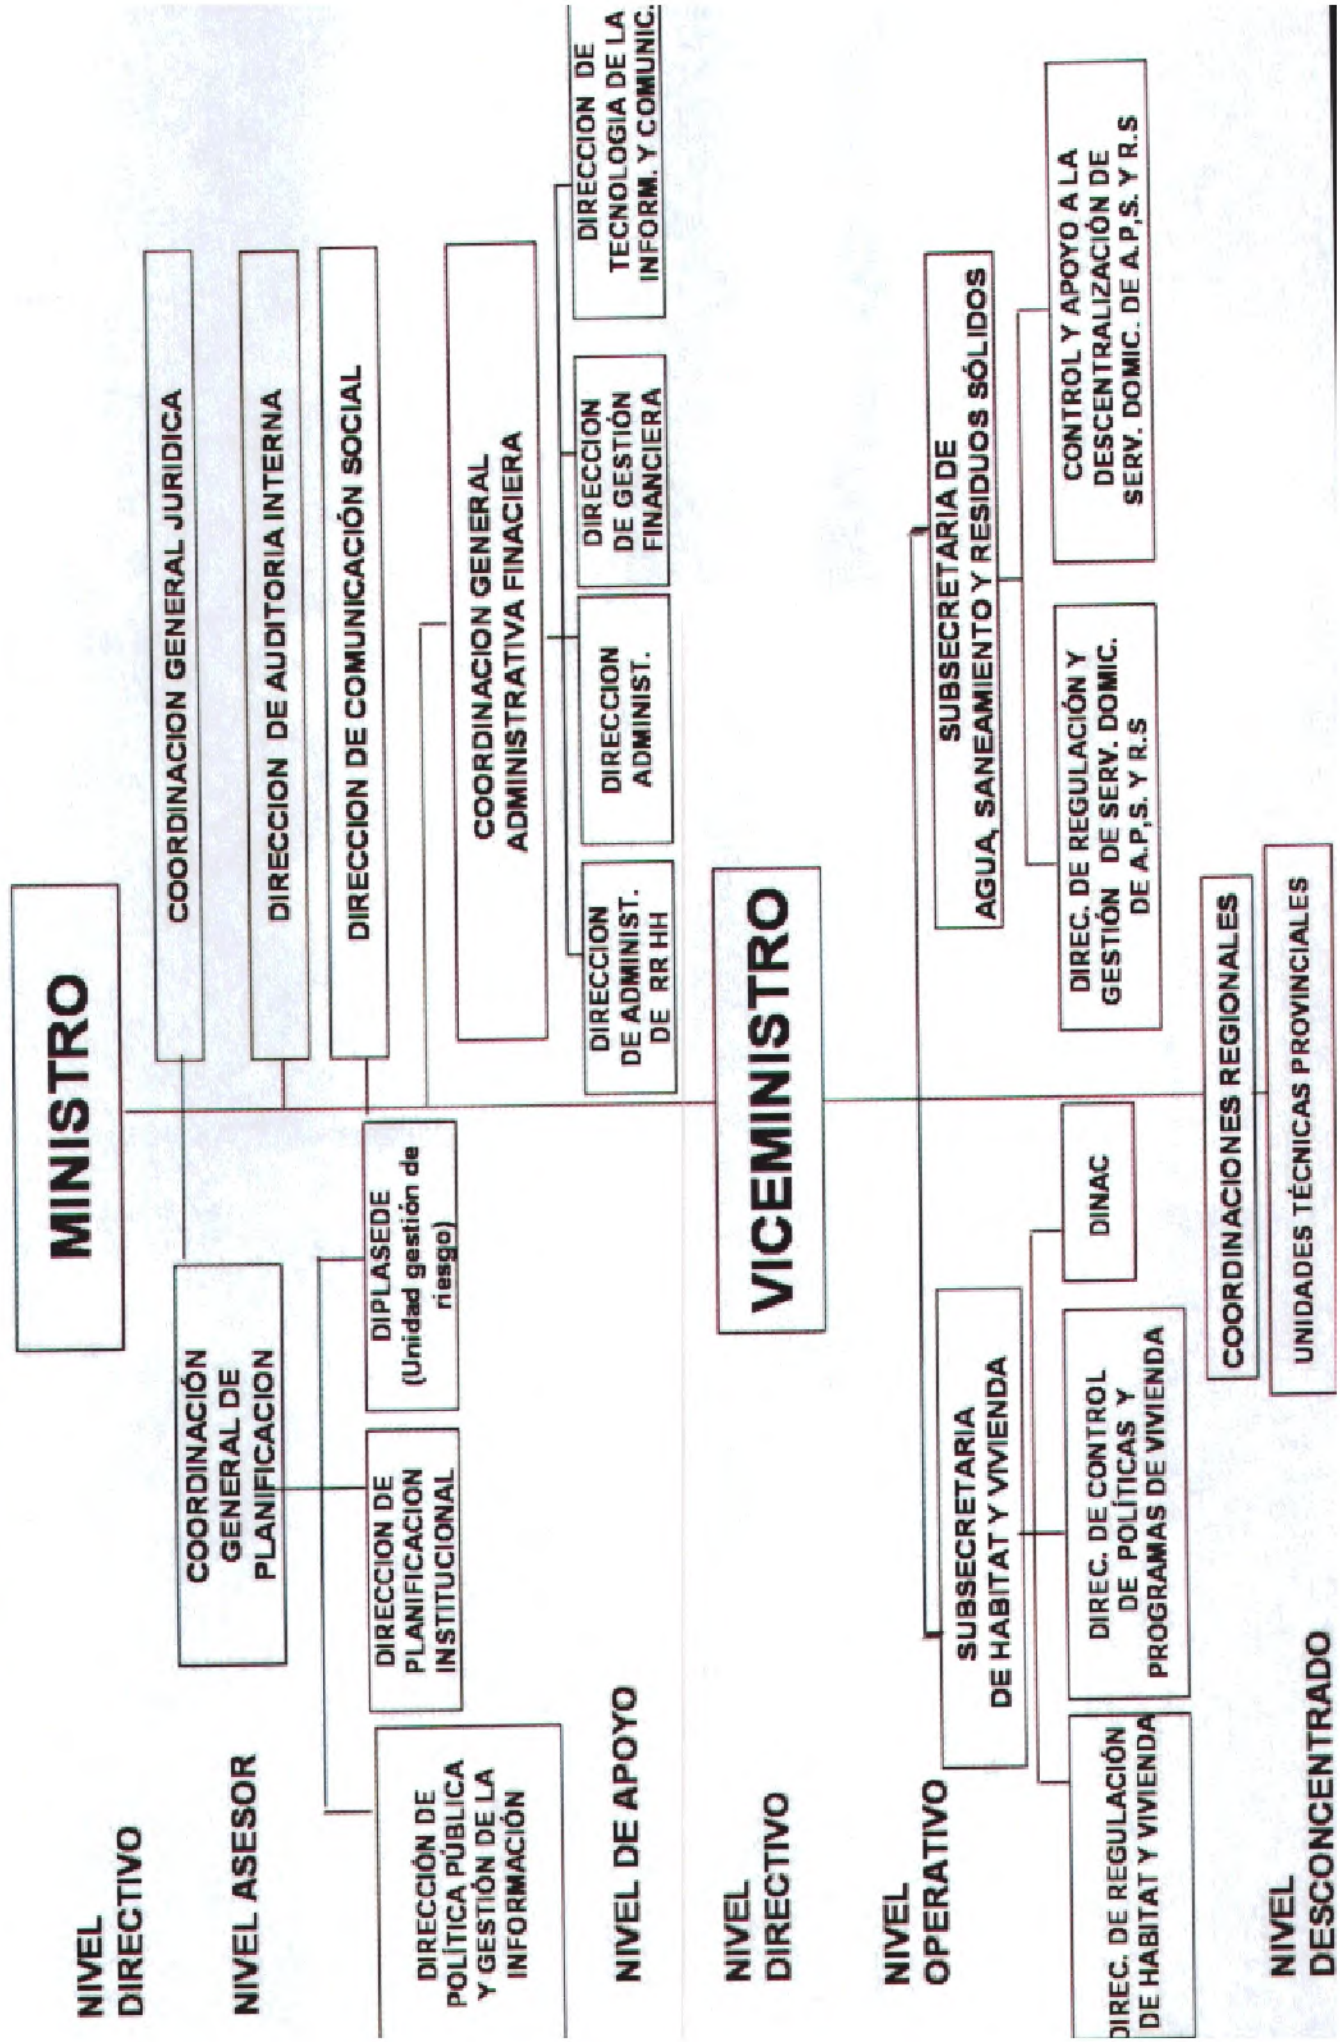 MINISTRO
NIVEL
DIRECTIVO
NIVEL ASESOR
COORDINACIÓN
GENERAL DE
PLANIFICACION
COORDINACION GENERAL JURIDICA
DIRECCION DE AUDITORIA INTERNA
DIRECCION DE COMUNICACIÓN SOCIAL
DIRECCIÓN DE
POLÍTICA PÚBLICA
Y GESTIÓN DE LA
INFORMACIÓN
DIRECCION DE
PLANIFICACION
INSTITUCIONAL
DIPLASEDE
(Unidad gestión de
riesgo)
COORDINACION GENERAL
ADMINISTRATIVA FINACIERA
NIVEL DE APOYO
DIRECCION
DE ADMINIST.
DE RR HH
DIRECCION
ADMINIST.
DIRECCION
DE GESTIÓN
FINANCIERA
DIRECCION DE
TECNOLOGIA DE LA
INFORM. Y COMUNIC.
NIVEL
DIRECTIVO
VICEMINISTRO
NIVEL
OPERATIVO
SUBSECRETARIA
DE HABITAT Y VIVIENDA
SUBSECRETARIA DE
AGUA, SANEAMIENTO Y RESIDUOS SÓLIDOS
DIREC. DE REGULACIÓN
DE HABITAT Y VIVIENDA
DIREC. DE CONTROL
DE POLÍTICAS Y
PROGRAMAS DE VIVIENDA
DINAC
DIREC. DE REGULACIÓN Y
GESTIÓN DE SERV. DOMIC.
DE A.P,S. Y R.S
CONTROL Y APOYO A LA
DESCENTRALIZACIÓN DE
SERV. DOMIC. DE A.P,S. Y R.S
NIVEL
DESCONCENTRADO
COORDINACIONES REGIONALES
UNIDADES TÉCNICAS PROVINCIALES